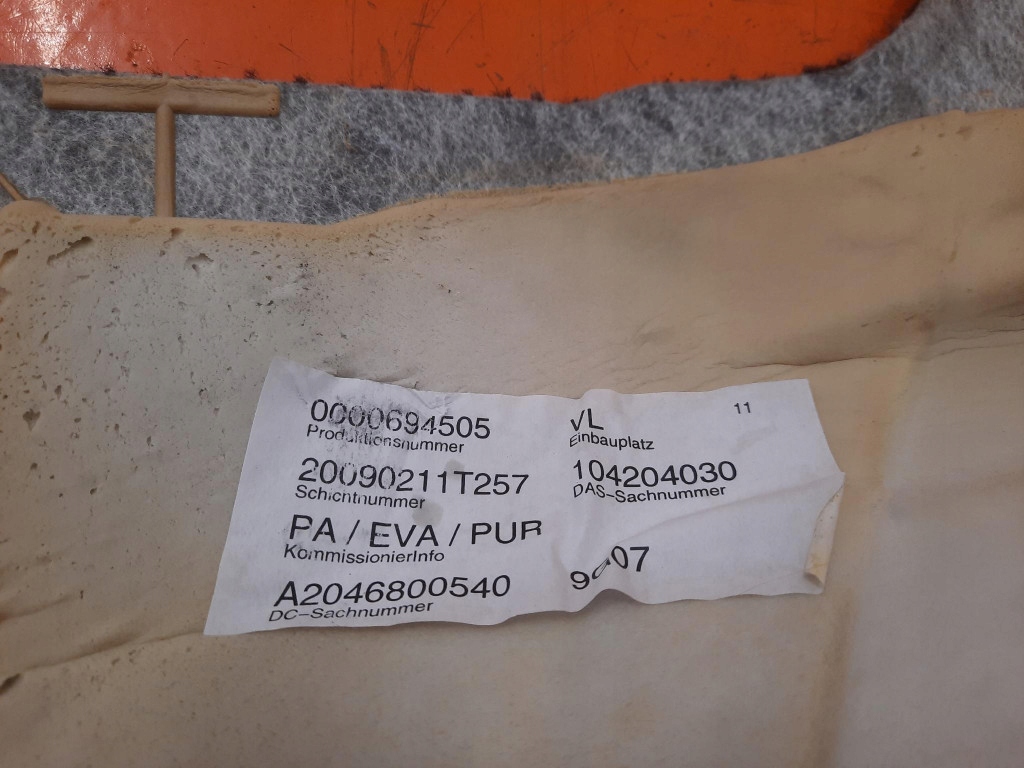 0000694505
Produktionsnummer
VL
Einbauplatz
11
20090211T257
Schichtnummer
104204030
DAS-Sachnummer
PA / EVA / PUR
KommissionierInfo
A2046800540
DC-Sachnummer